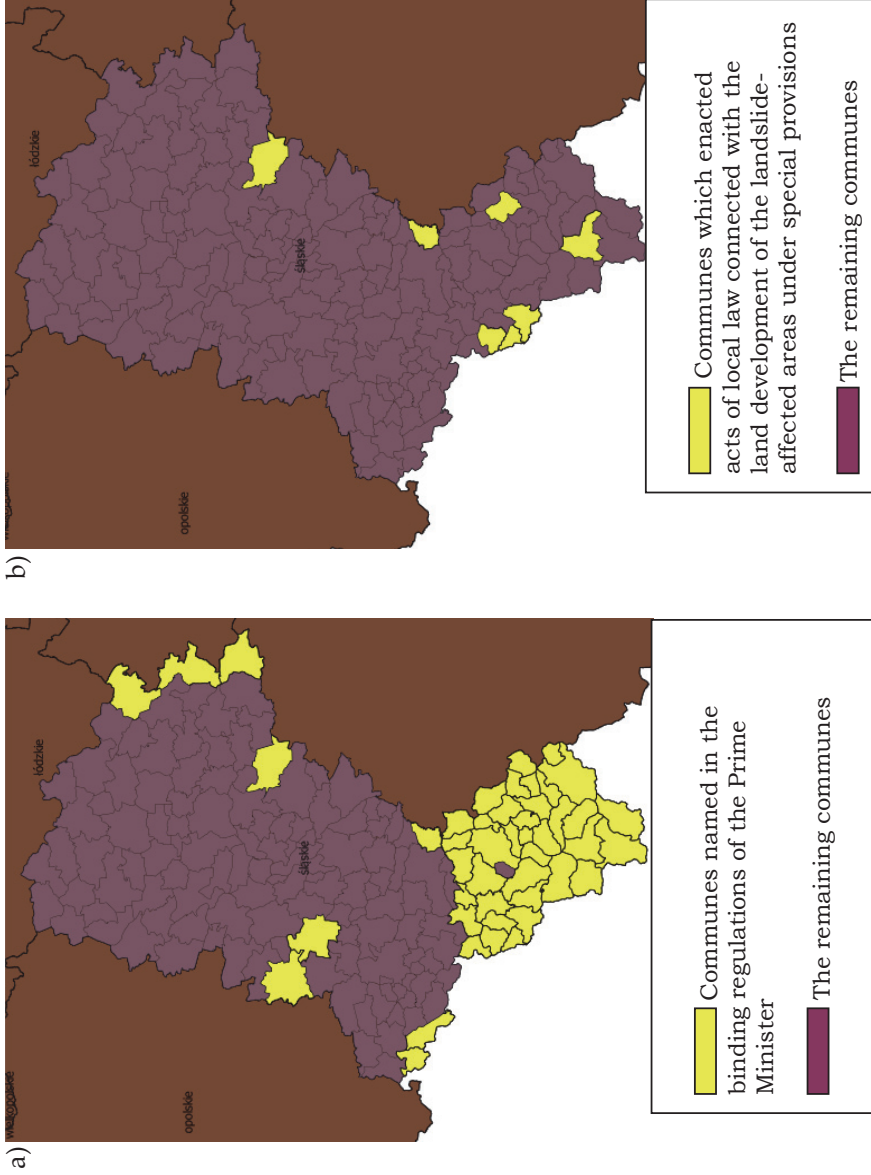 a)
wielkopolskie
łódzkie
opolskie
śląskie
Communes named in the
binding regulations of the Prime
Minister
The remaining communes
b)
łódzkie
opolskie
śląskie
Communes which enacted
acts of local law connected with the
land development of the landslide-
affected areas under special provisions
The remaining communes